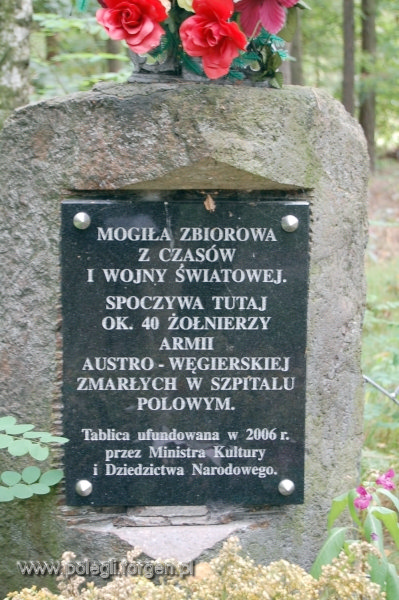 MOGIŁA ZBIOROWA
Z CZASÓW
I WOJNY ŚWIATOWEJ.
SPOCZYWA TUTAJ
OK. 40 ŻOŁNIERZY
ARMII
AUSTRO - WĘGIERSKIEJ
ZMARŁYCH W SZPITALU
POLOWYM.
Tablica ufundowana w 2006 r.
przez Ministra Kultury
i Dziedzictwa Narodowego.
www.polegli.forgen.pl